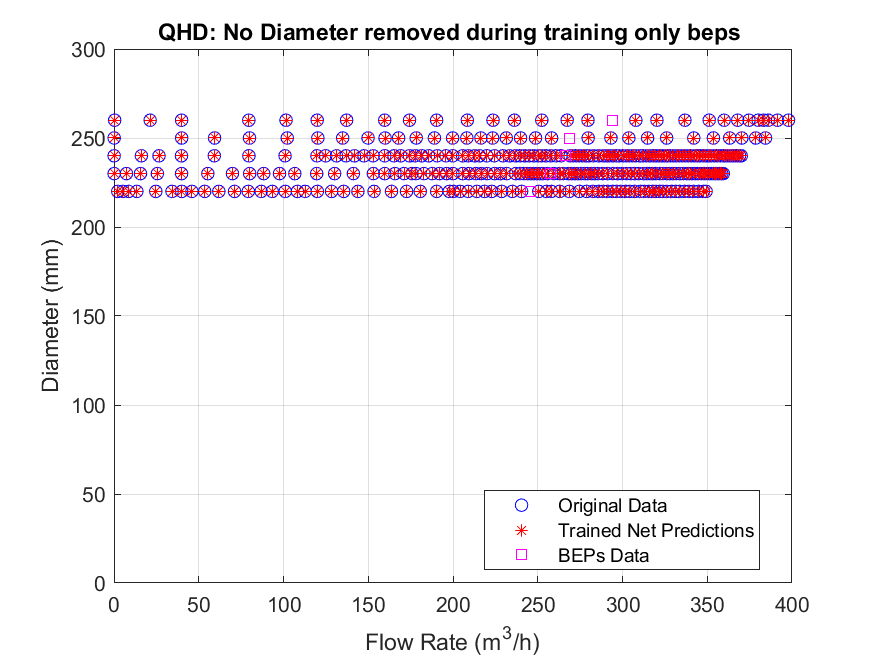 QHD: No Diameter removed during training only beps
300
250
200
150
100
50
0
Diameter (mm)
Original Data
Trained Net Predictions
BEPs Data
0 50 100 150 200 250 300 350 400
Flow Rate (m³/h)